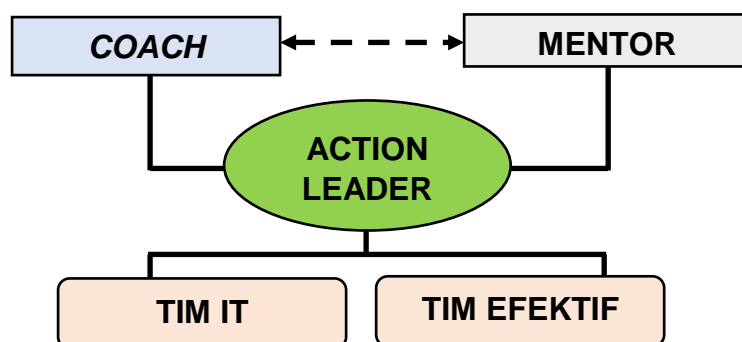 COACH
MENTOR
ACTION
LEADER
TIM IT
TIM EFEKTIF